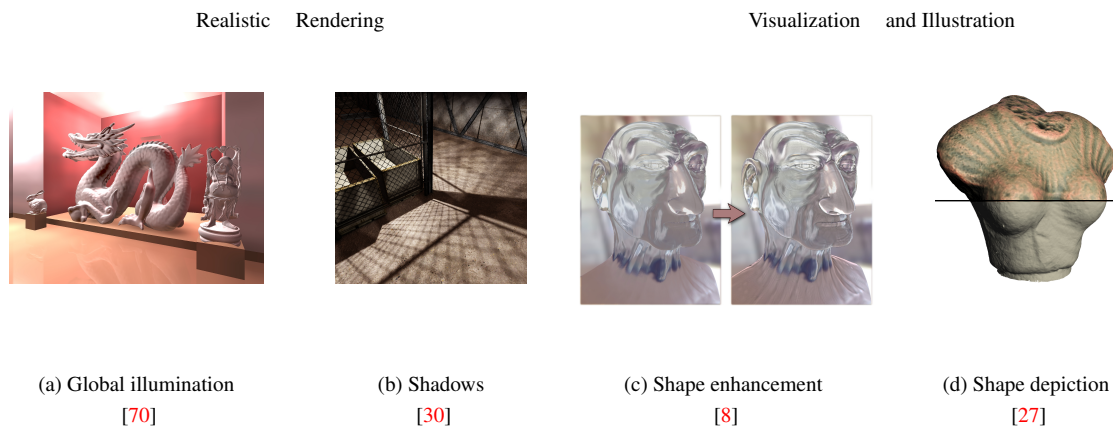 Realistic Rendering
Visualization and Illustration
(a) Global illumination
[70]
(b) Shadows
[30]
(c) Shape enhancement
[8]
(d) Shape depiction
[27]